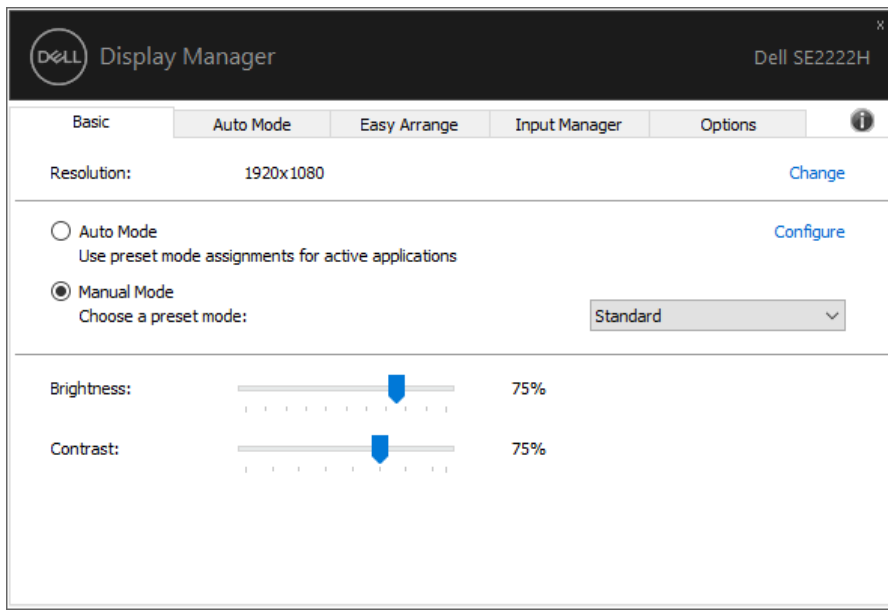 x
DELL Display Manager
Dell SE2222H
Basic Auto Mode Easy Arrange Input Manager Options i
Resolution: 1920x1080 Change
Auto Mode Configure
Use preset mode assignments for active applications
Manual Mode
Choose a preset mode: Standard
Brightness: 75%
Contrast: 75%